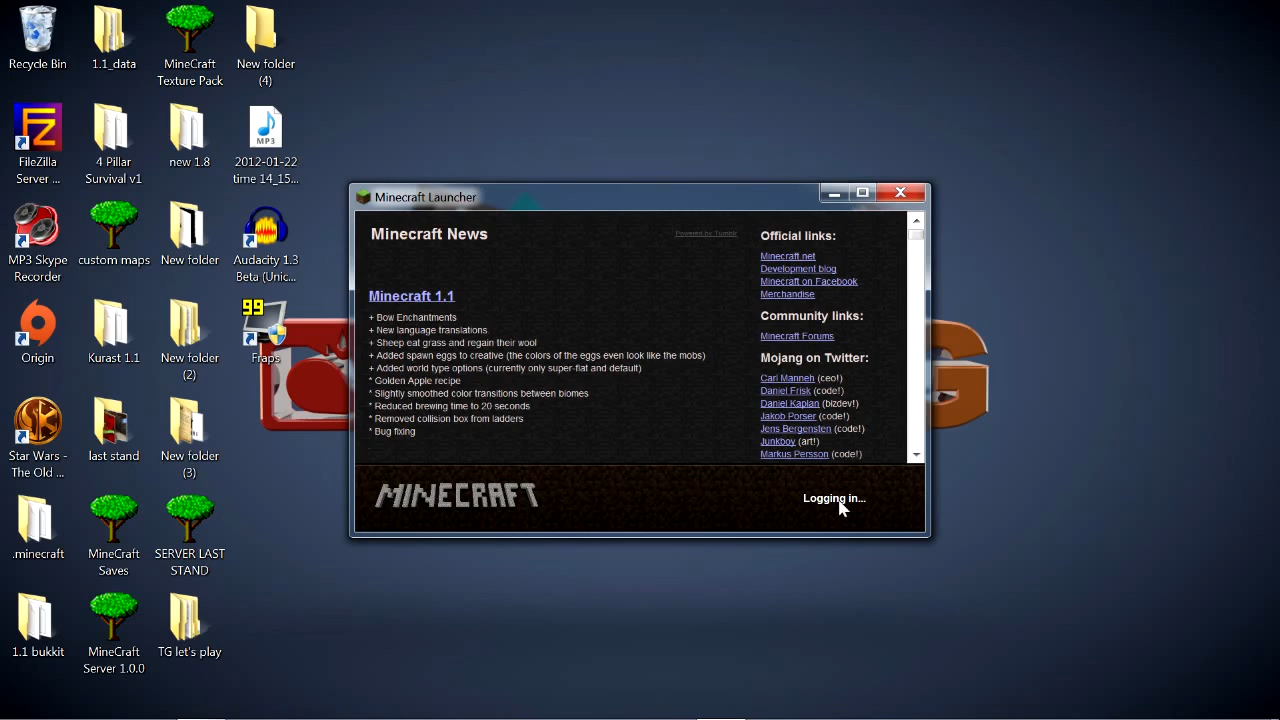 Recycle Bin
1.1_data
MineCraft
Texture Pack
New folder
(4)
FileZilla
Server ...
4 Pillar
Survival v1
new 1.8
MP3
2012-01-22
time 14_15...
MP3 Skype
Recorder
custom maps
New folder
Audacity 1.3
Beta (Unic...
Origin
Kurast 1.1
New folder
(2)
99
Fraps
Star Wars -
The Old ...
last stand
New folder
(3)
.minecraft
MineCraft
Saves
SERVER LAST
STAND
1.1 bukkit
MineCraft
Server 1.0.0
TG let's play
Minecraft Launcher
Minecraft News
Powered by Tumblr
Minecraft 1.1
+ Bow Enchantments
+ New language translations
+ Sheep eat grass and regain their wool
+ Added spawn eggs to creative (the colors of the eggs even look like the mobs)
+ Added world type options (currently only super-flat and default)
* Golden Apple recipe
* Slightly smoothed color transitions between biomes
* Reduced brewing time to 20 seconds
* Removed collision box from ladders
* Bug fixing
Official links:
Minecraft.net
Development blog
Minecraft on Facebook
Merchandise
Community links:
Minecraft Forums
Mojang on Twitter:
Carl Manneh (ceo!)
Daniel Frisk (code!)
Daniel Kaplan (bizdev!)
Jakob Porser (code!)
Jens Bergensten (code!)
Junkboy (art!)
Markus Persson (code!)
MINECRAFT
Logging in...